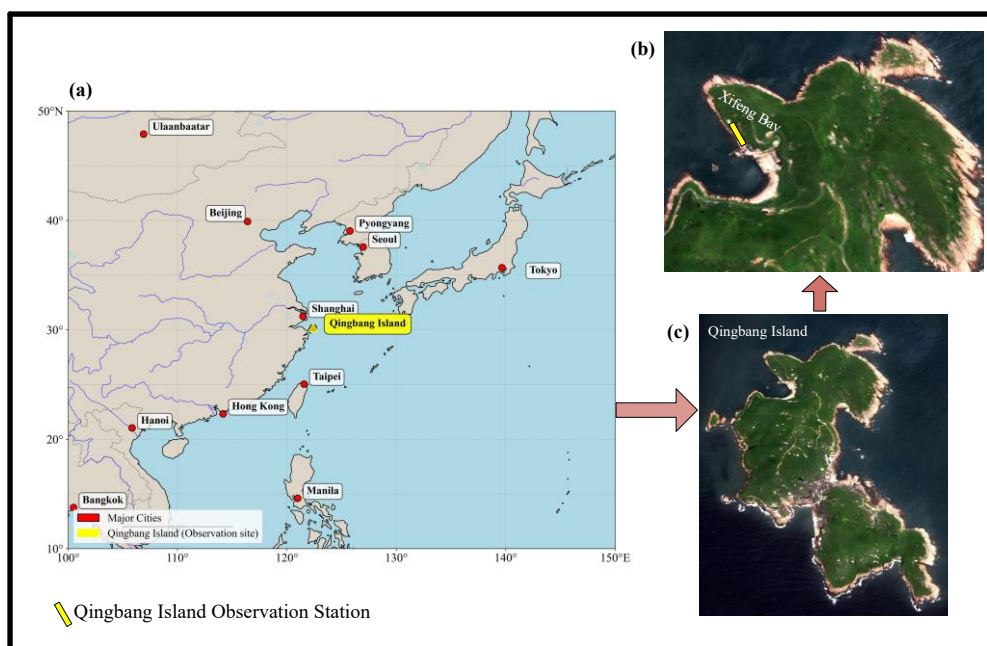 (a)
50°N
40°
30°
20°
10°
100°
110°
120°
130°
140°
150°E
Ulaanbaatar
Beijing
Pyongyang
Seoul
Tokyo
Shanghai
Qingbang Island
Taipei
Hong Kong
Hanoi
Manila
Bangkok
Major Cities
Qingbang Island (Observation site)
Qingbang Island Observation Station
(b)
Xifeng Bay
(c)
Qingbang Island